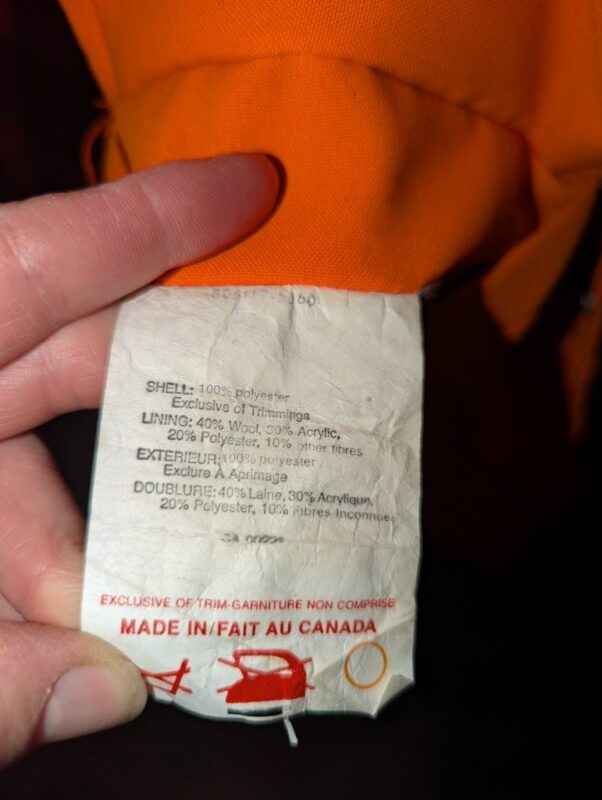 SHELL: 100% polyester
Exclusive of Trimmings
LINING: 40% Wool, 30% Acrylic,
20% Polyester, 10% other fibres
EXTERIEUR: 100% polyester
Exclure A Aprimage
DOUBLURE: 40% Laine, 30% Acrylique,
20% Polyester, 10% fibres Inconnues
EXCLUSIVE OF TRIM-GARNITURE NON COMPRISE
MADE IN/FAIT AU CANADA